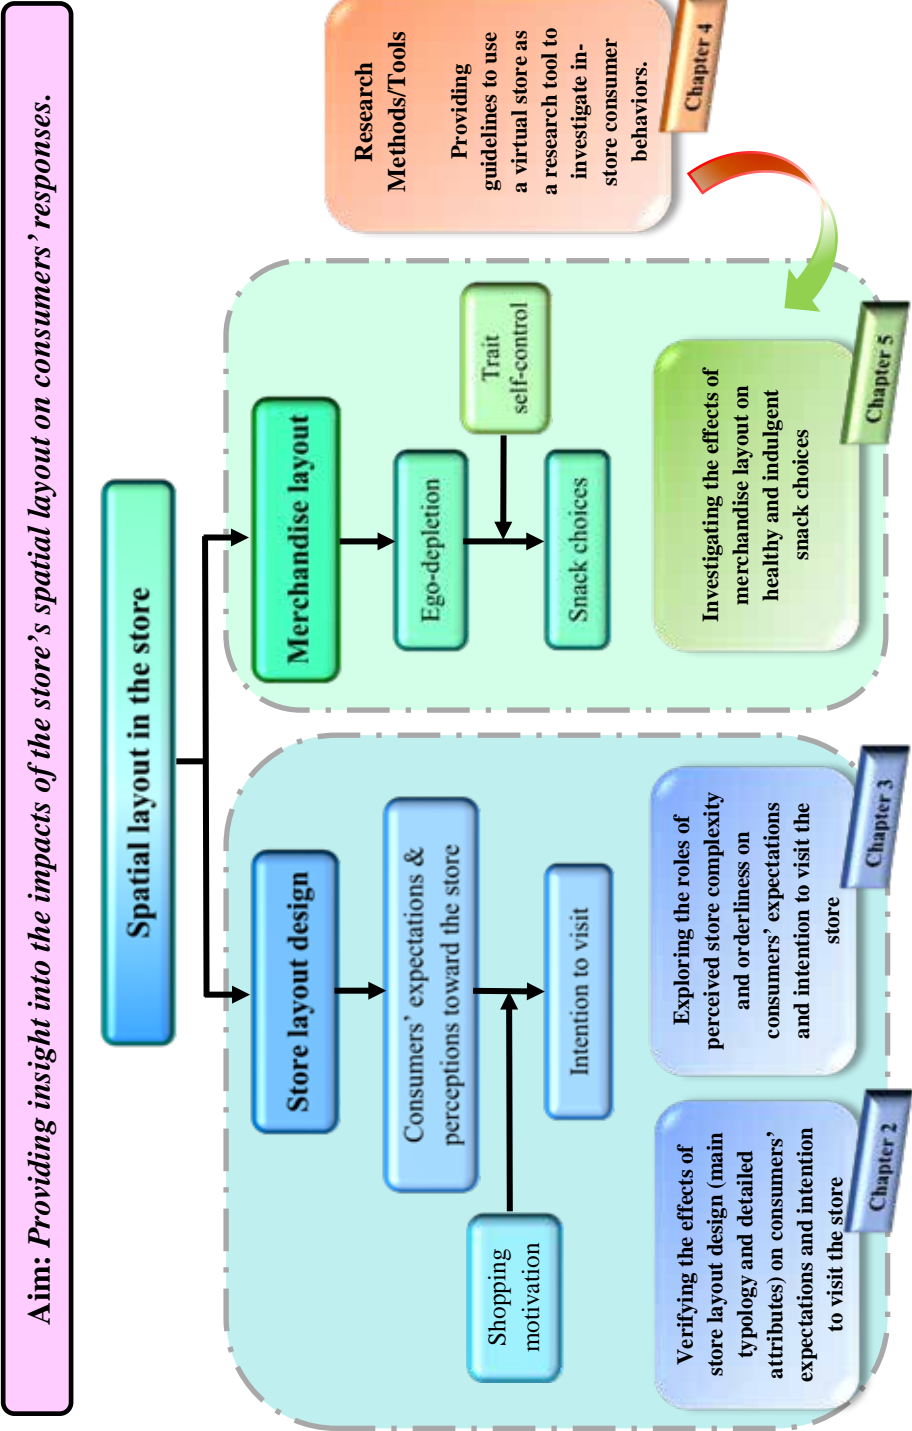 Aim: Providing insight into the impacts of the store's spatial layout on consumers' responses.
Spatial layout in the store
Store layout design
Consumers' expectations &
perceptions toward the store
Shopping
motivation
Intention to visit
Verifying the effects of
store layout design (main
typology and detailed
attributes) on consumers'
expectations and intention
to visit the store
Chapter 2
Exploring the roles of
perceived store complexity
and orderliness on
consumers' expectations
and intention to visit the
store
Chapter 3
Merchandise layout
Ego-depletion
Trait
self-control
Snack choices
Investigating the effects of
merchandise layout on
healthy and indulgent
snack choices
Chapter 5
Research
Methods/Tools
Providing
guidelines to use
a virtual store as
a research tool to
investigate in-
store consumer
behaviors.
Chapter 4